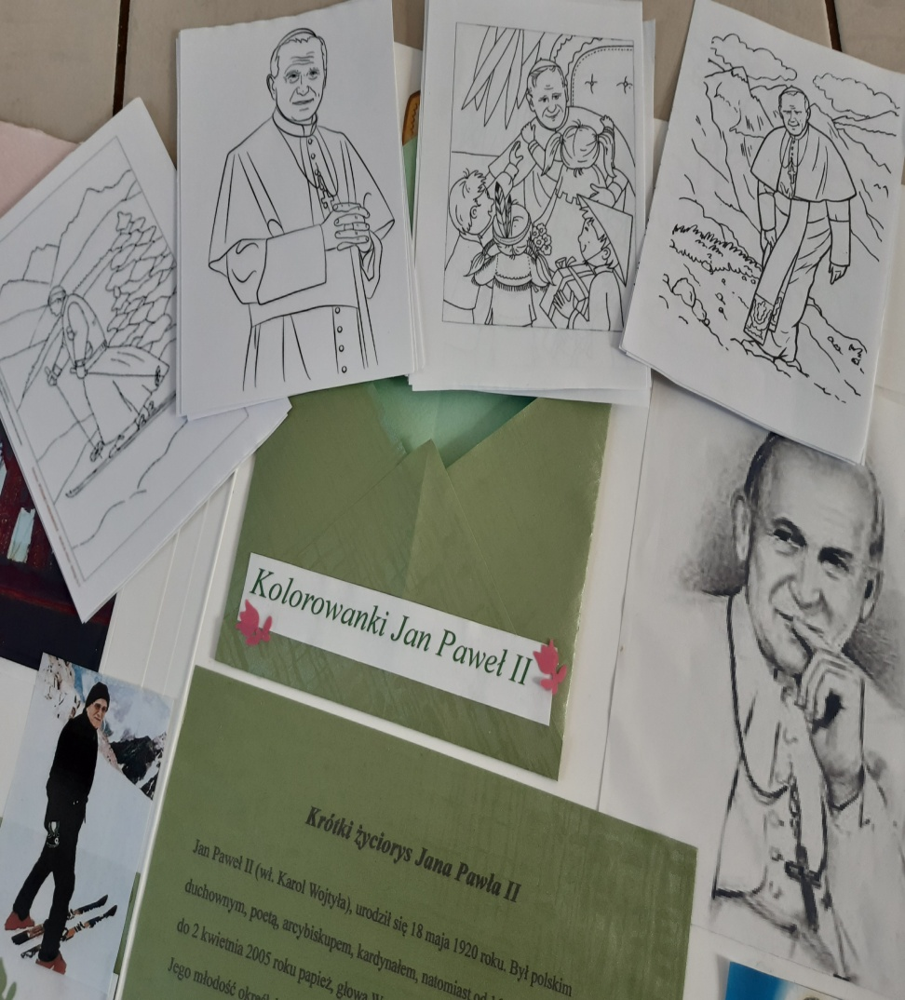 Kolorowanki Jan Paweł II
Krótki życiorys Jana Pawła II
Jan Paweł II (wł. Karol Wojtyła), urodził się 18 maja 1920 roku. Był polskim
duchownym, poetą, arcybiskupem, kardynałem, natomiast od
do 2 kwietnia 2005 roku papież, głowa
Jego młodość